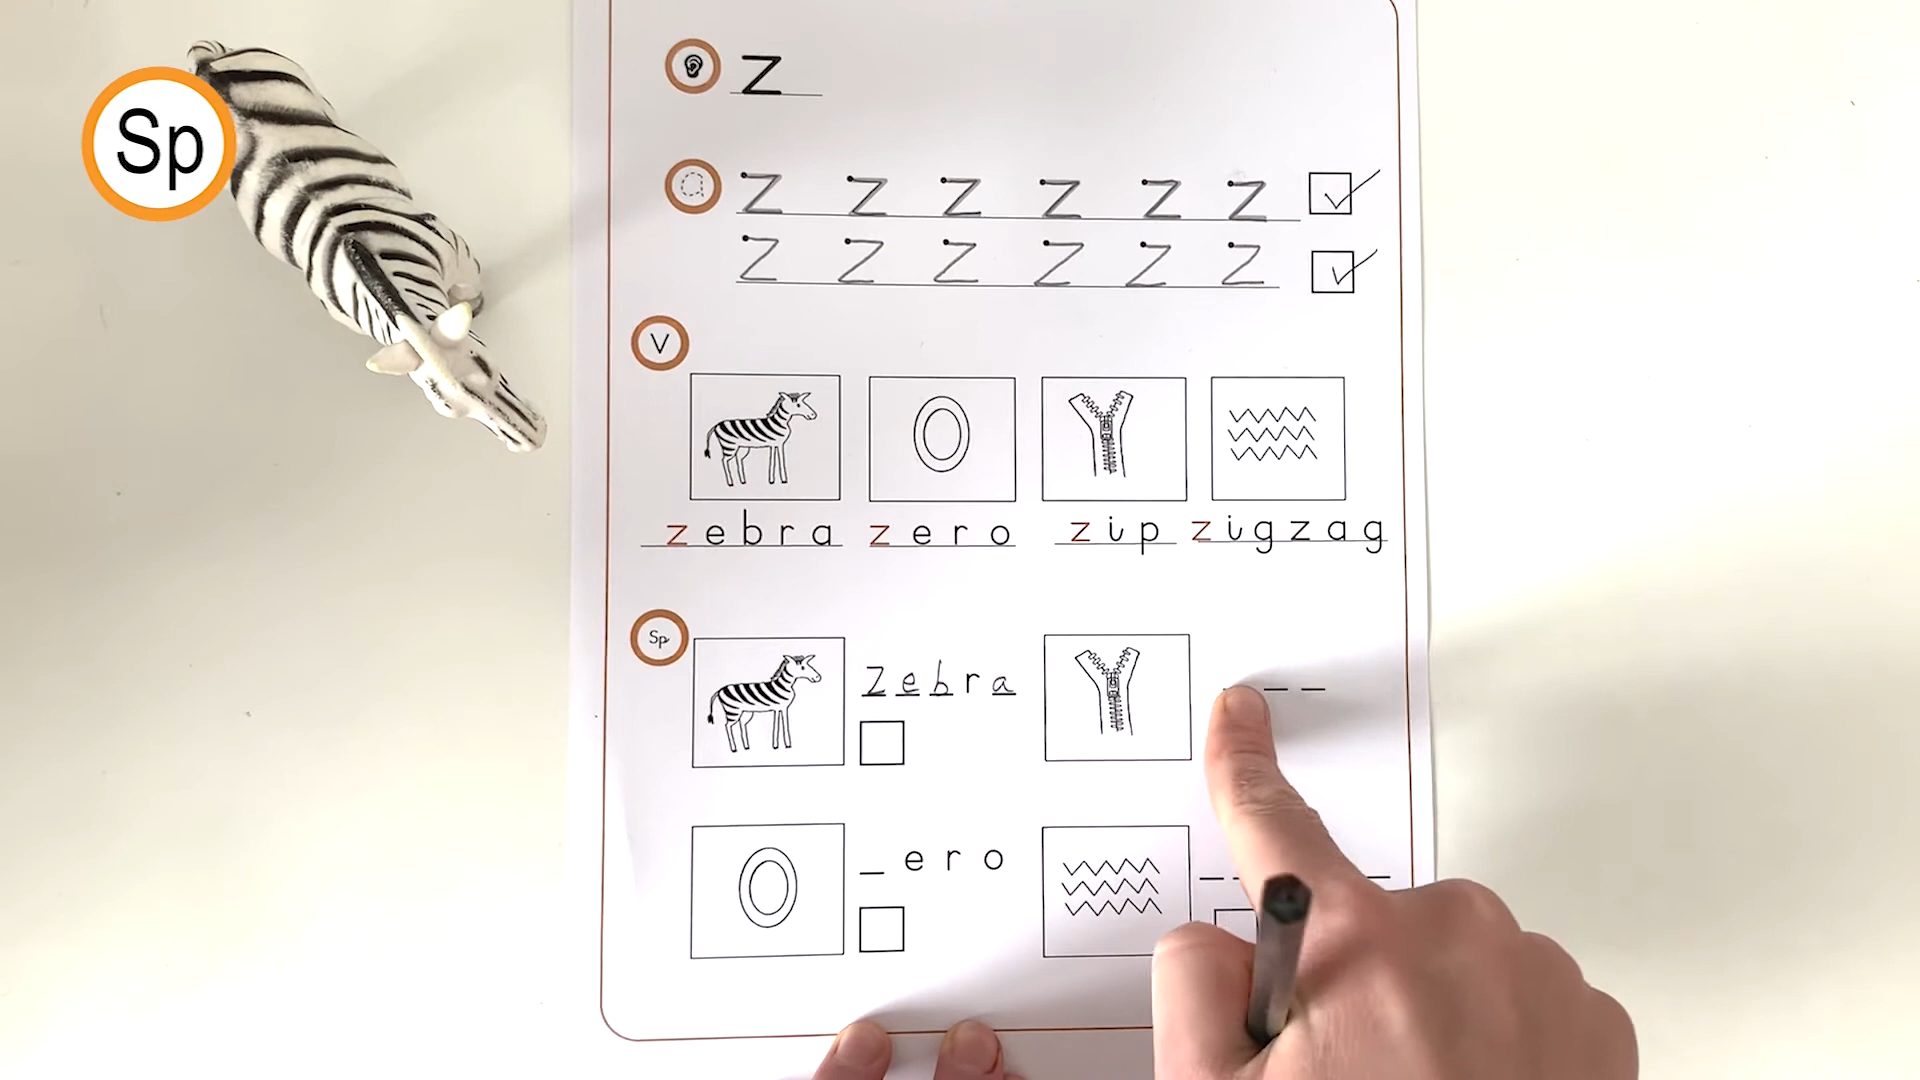 Sp
z
z z z z z z
z z z z z z
V
zebra zero zip zigzag
Sp
zebra _ _ _
_ero